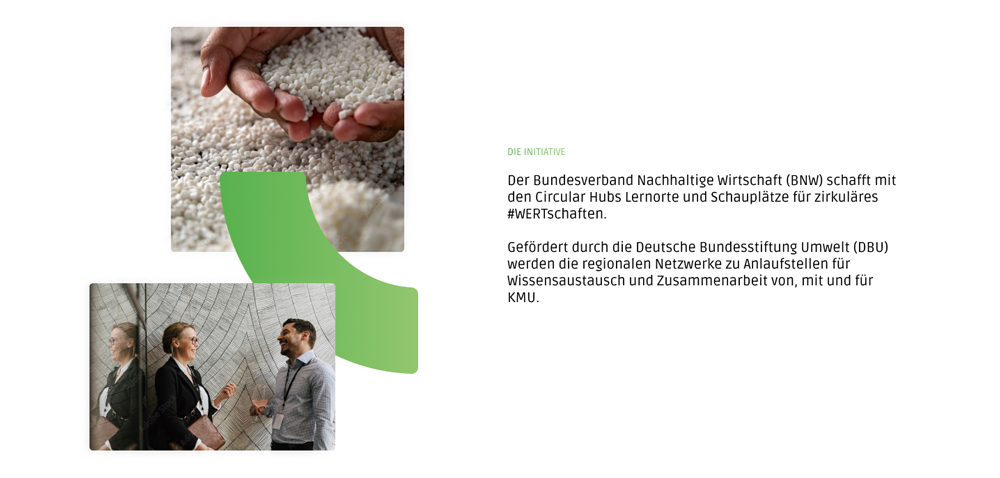 DIE INITIATIVE
Der Bundesverband Nachhaltige Wirtschaft (BNW) schafft mit
den Circular Hubs Lernorte und Schauplätze für zirkuläres
#WERTschaften.
Gefördert durch die Deutsche Bundesstiftung Umwelt (DBU)
werden die regionalen Netzwerke zu Anlaufstellen für
Wissensaustausch und Zusammenarbeit von, mit und für
KMU.